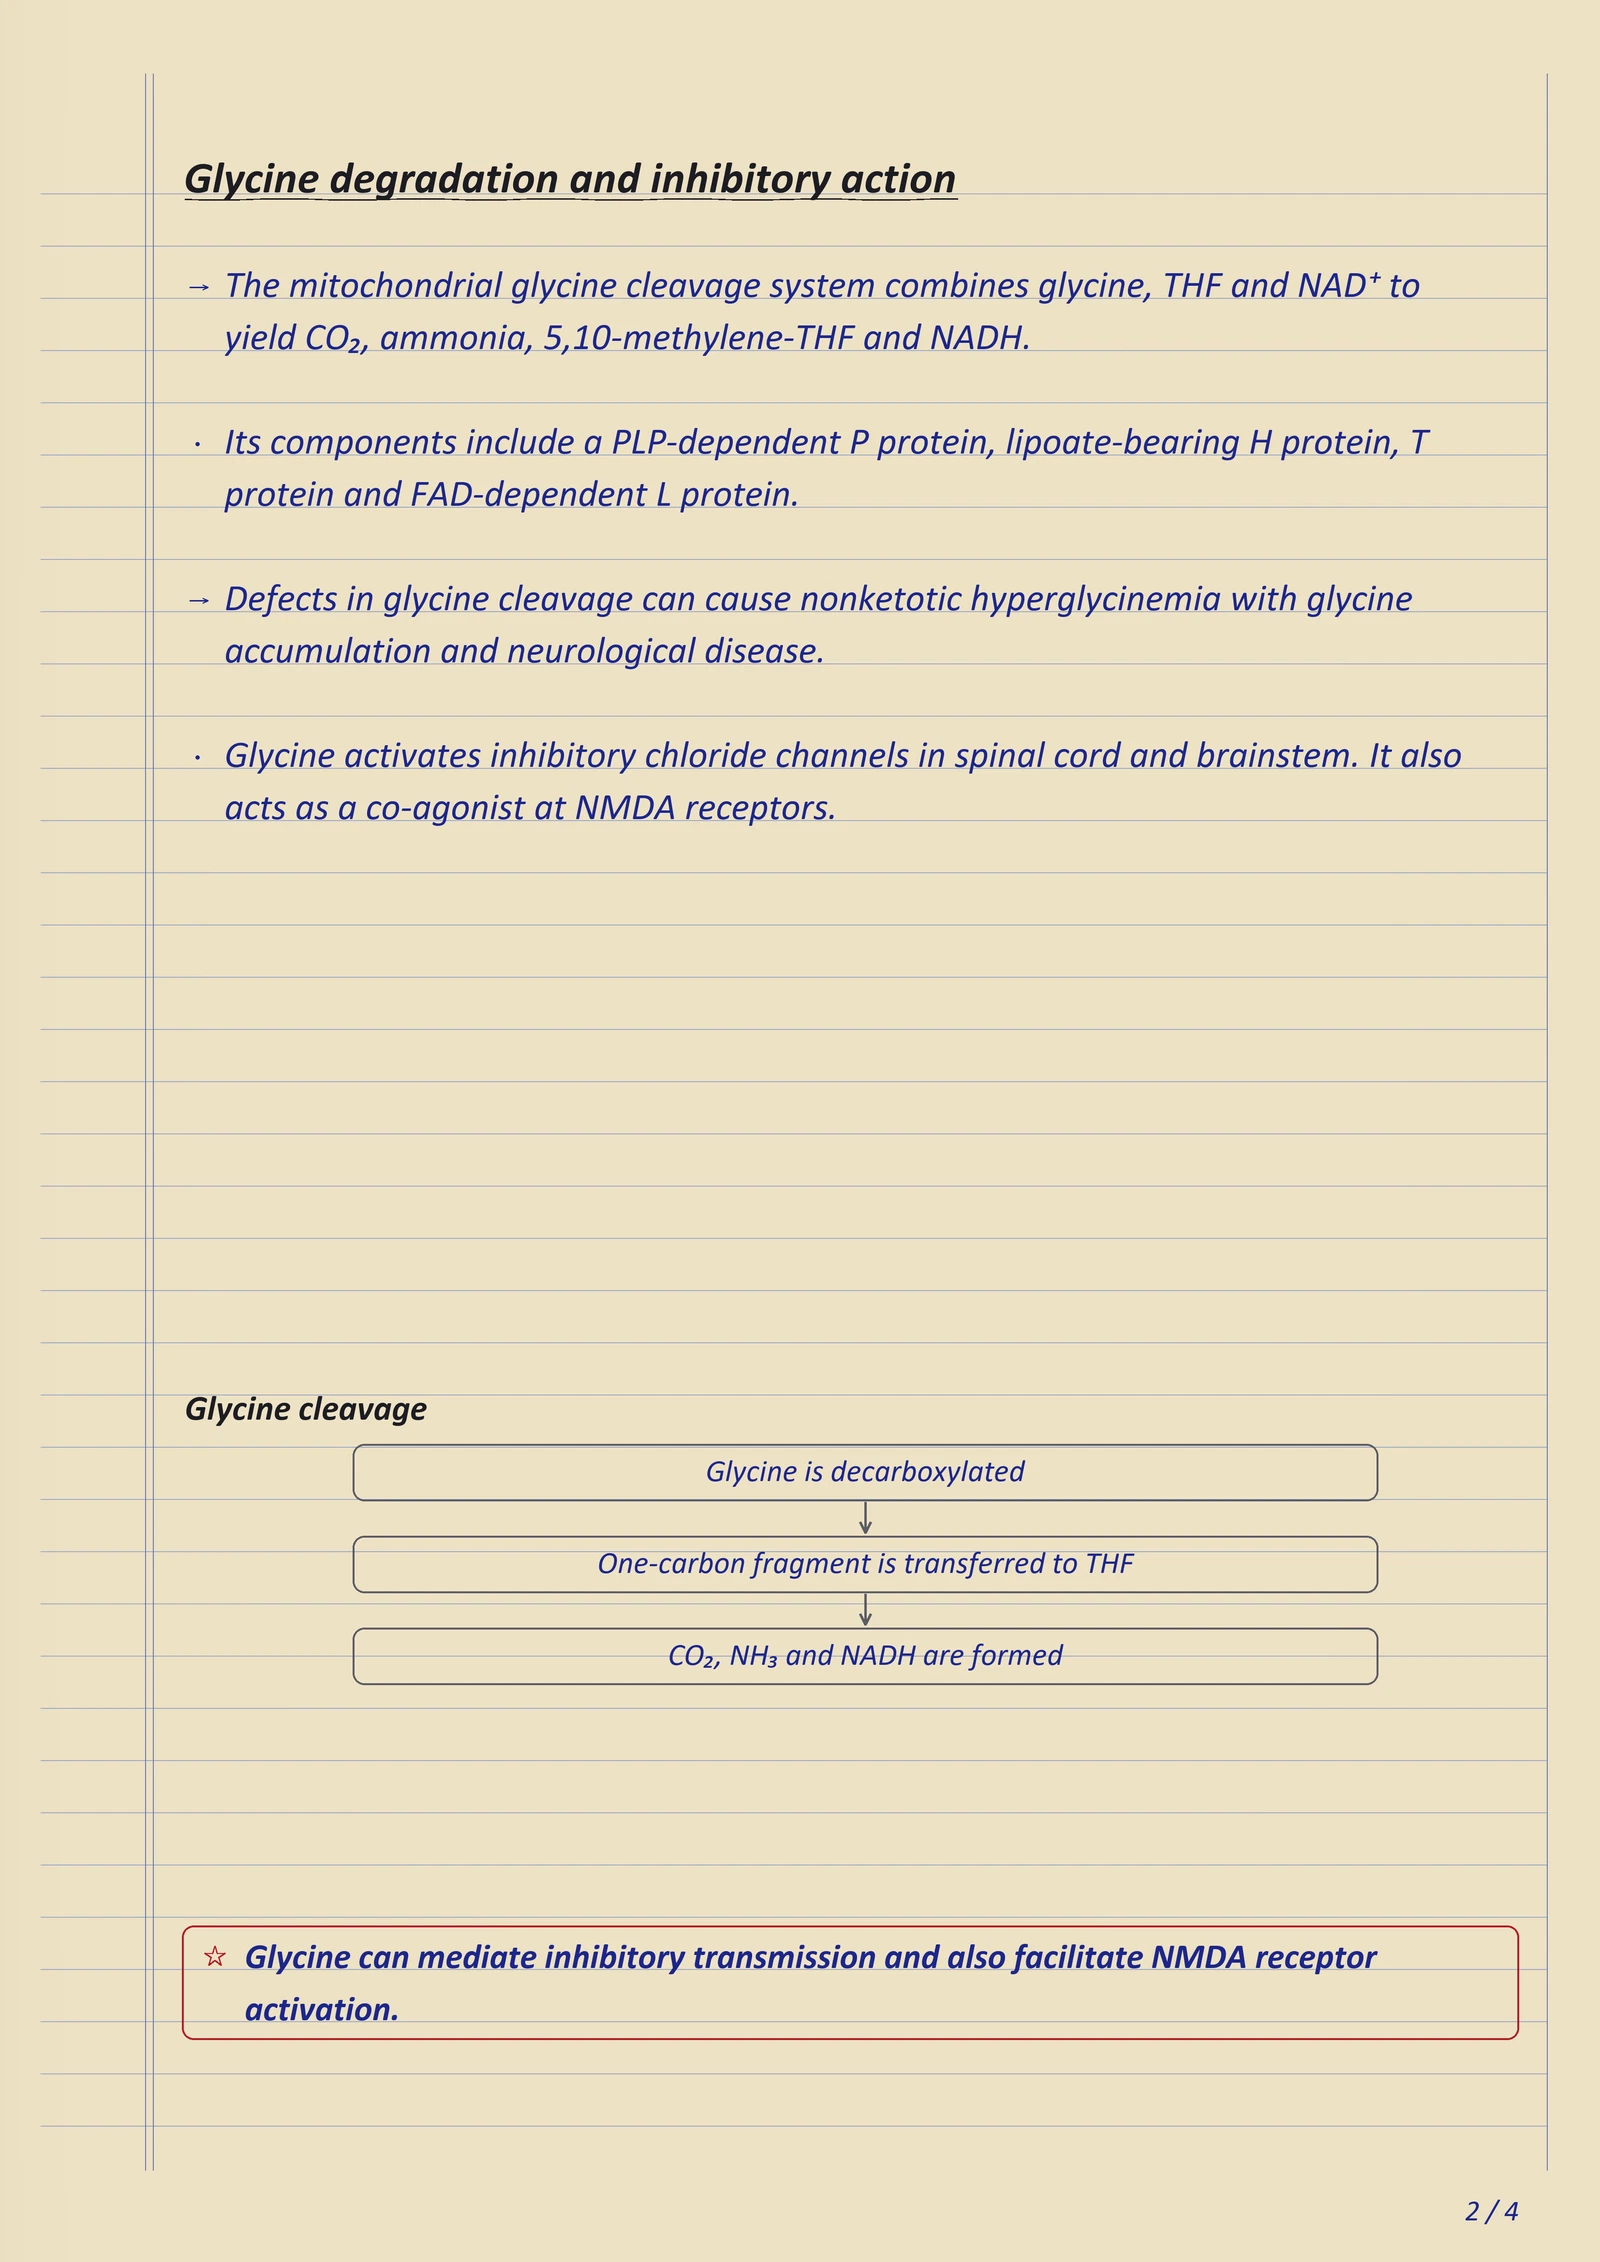 Glycine degradation and inhibitory action
→ The mitochondrial glycine cleavage system combines glycine, THF and NAD⁺ to
yield CO₂, ammonia, 5,10-methylene-THF and NADH.
· Its components include a PLP-dependent P protein, lipoate-bearing H protein, T
protein and FAD-dependent L protein.
→ Defects in glycine cleavage can cause nonketotic hyperglycinemia with glycine
accumulation and neurological disease.
· Glycine activates inhibitory chloride channels in spinal cord and brainstem. It also
acts as a co-agonist at NMDA receptors.
Glycine cleavage
Glycine is decarboxylated
↓
One-carbon fragment is transferred to THF
↓
CO₂, NH₃ and NADH are formed
☆ Glycine can mediate inhibitory transmission and also facilitate NMDA receptor
activation.
2 / 4